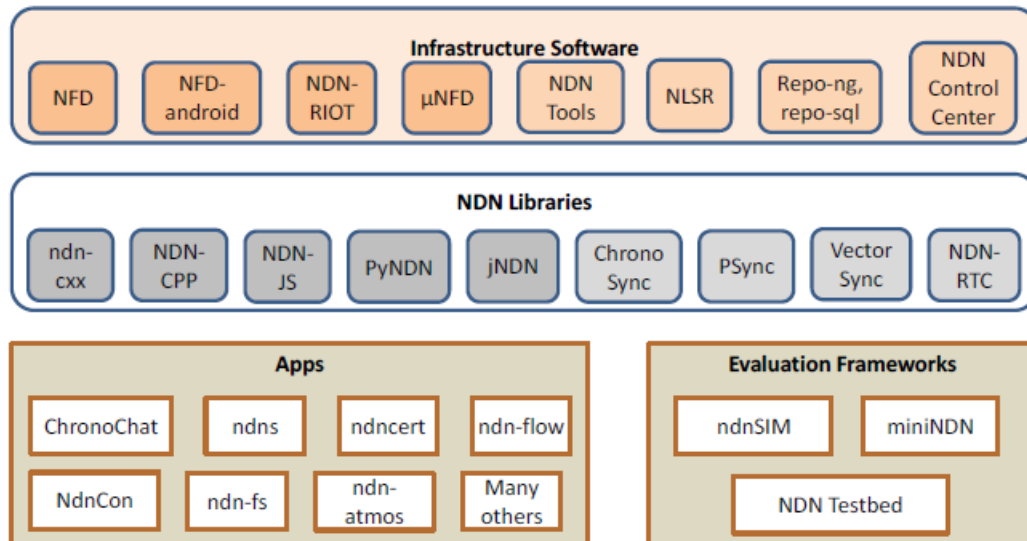 Infrastructure Software
NFD
NFD-
android
NDN-
RIOT
µNFD
NDN
Tools
NLSR
Repo-ng,
repo-sql
NDN
Control
Center
NDN Libraries
ndn-
cxx
NDN-
CPP
NDN-
JS
PyNDN
jNDN
Chrono
Sync
PSync
Vector
Sync
NDN-
RTC
Apps
ChronoChat
ndns
ndncert
ndn-flow
NdnCon
ndn-fs
ndn-
atmos
Many
others
Evaluation Frameworks
ndnSIM
miniNDN
NDN Testbed